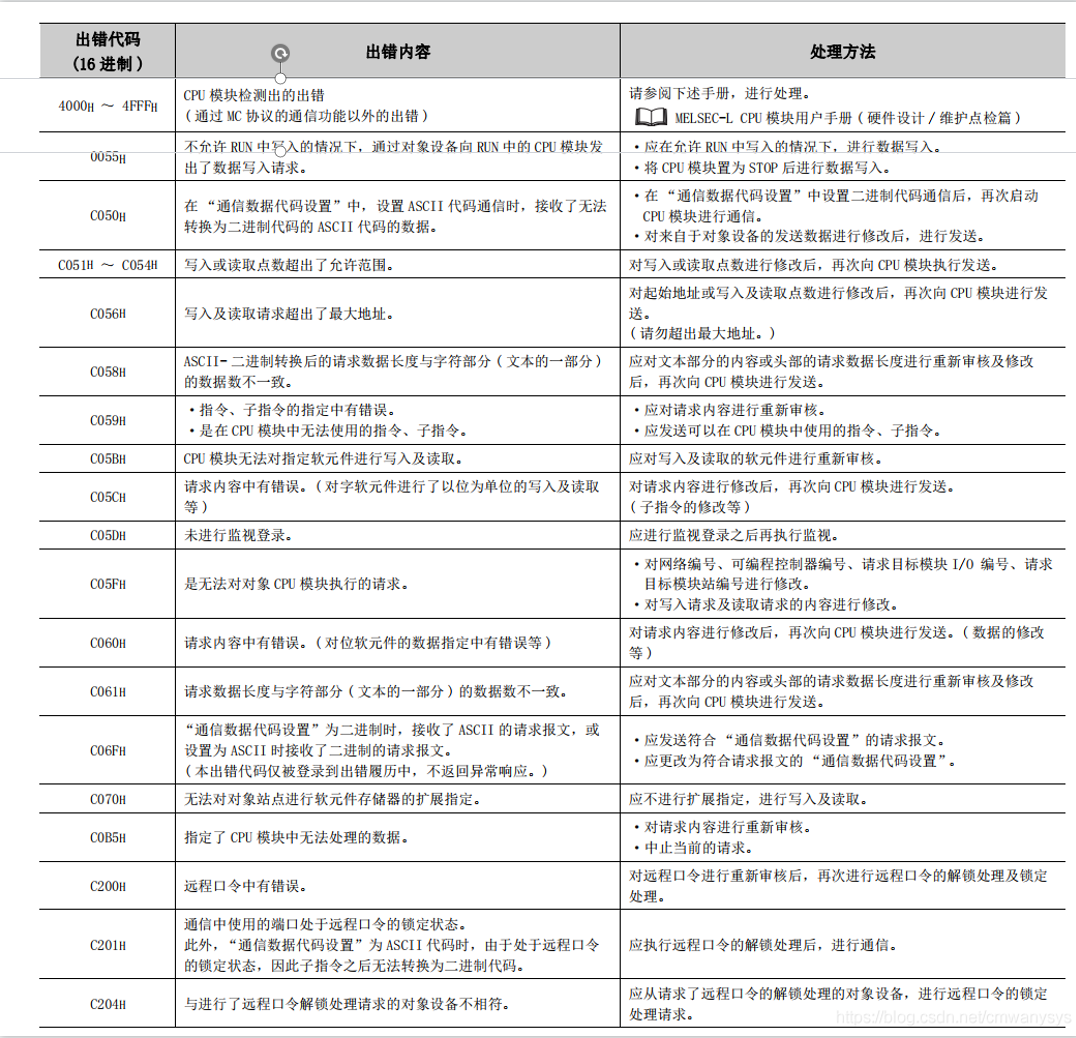 出错代码
(16 进制)
出错内容
处理方法
4000H ～ 4FFFH
CPU 模块检测出的出错
(通过 MC 协议的通信功能以外的出错)
请参阅下述手册，进行处理。
MELSEC-L CPU 模块用户手册(硬件设计/维护点检篇)
0055H
不允许 RUN 中写入的情况下，通过对象设备向 RUN 中的 CPU 模块发
出了数据写入请求。
·应在允许 RUN 中写入的情况下，进行数据写入。
·将 CPU 模块置为 STOP 后进行数据写入。
C050H
在 “通信数据代码设置”中，设置 ASCII 代码通信时，接收了无法
转换为二进制代码的 ASCII 代码的数据。
·在 “通信数据代码设置”中设置二进制代码通信后，再次启动
CPU 模块进行通信。
·对来自于对象设备的发送数据进行修改后，进行发送。
C051H ～ C054H
写入或读取点数超出了允许范围。
对写入或读取点数进行修改后，再次向 CPU 模块执行发送。
C056H
写入及读取请求超出了最大地址。
对起始地址或写入及读取点数进行修改后，再次向 CPU 模块进行发
送。
(请勿超出最大地址。)
C058H
ASCII-二进制转换后的请求数据长度与字符部分(文本的一部分)
的数据数不一致。
应对文本部分的内容或头部的请求数据长度进行重新审核及修改
后，再次向 CPU 模块进行发送。
C059H
·指令、子指令的指定中有错误。
·是在 CPU 模块中无法使用的指令、子指令。
·应对请求内容进行重新审核。
·应发送可以在 CPU 模块中使用的指令、子指令。
C05BH
CPU 模块无法对指定软元件进行写入及读取。
应对写入及读取的软元件进行重新审核。
C05CH
请求内容中有错误。(对字软元件进行了以位为单位的写入及读取
等)
对请求内容进行修改后，再次向 CPU 模块进行发送。
(子指令的修改等)
C05DH
未进行监视登录。
应进行监视登录之后再执行监视。
C05FH
是无法对对象 CPU 模块执行的请求。
·对网络编号、可编程控制器编号、请求目标模块 I/O 编号、请求
目标模块站编号进行修改。
·对写入请求及读取请求的内容进行修改。
C060H
请求内容中有错误。(对位软元件的数据指定中有错误等)
对请求内容进行修改后，再次向 CPU 模块进行发送。(数据的修改
等)
C061H
请求数据长度与字符部分(文本的一部分)的数据数不一致。
应对文本部分的内容或头部的请求数据长度进行重新审核及修改
后，再次向 CPU 模块进行发送。
C06FH
“通信数据代码设置”为二进制时，接收了 ASCII 的请求报文，或
设置为 ASCII 时接收了二进制的请求报文。
(本出错代码仅被登录到出错履历中，不返回异常响应。)
·应发送符合 “通信数据代码设置”的请求报文。
·应更改为符合请求报文的 “通信数据代码设置”。
C070H
无法对对象站点进行软元件存储器的扩展指定。
应不进行扩展指定，进行写入及读取。
C0B5H
指定了 CPU 模块中无法处理的数据。
·对请求内容进行重新审核。
·中止当前的请求。
C200H
远程口令中有错误。
对远程口令进行重新审核后，再次进行远程口令的解锁处理及锁定
处理。
C201H
通信中使用的端口处于远程口令的锁定状态。
此外，“通信数据代码设置”为 ASCII 代码时，由于处于远程口令
的锁定状态，因此子指令之后无法转换为二进制代码。
应执行远程口令的解锁处理后，进行通信。
C204H
与进行了远程口令解锁处理请求的对象设备不相符。
应从请求了远程口令的解锁处理的对象设备，进行远程口令的锁定
处理请求。
https://blog.csdn.net/cmwanysys